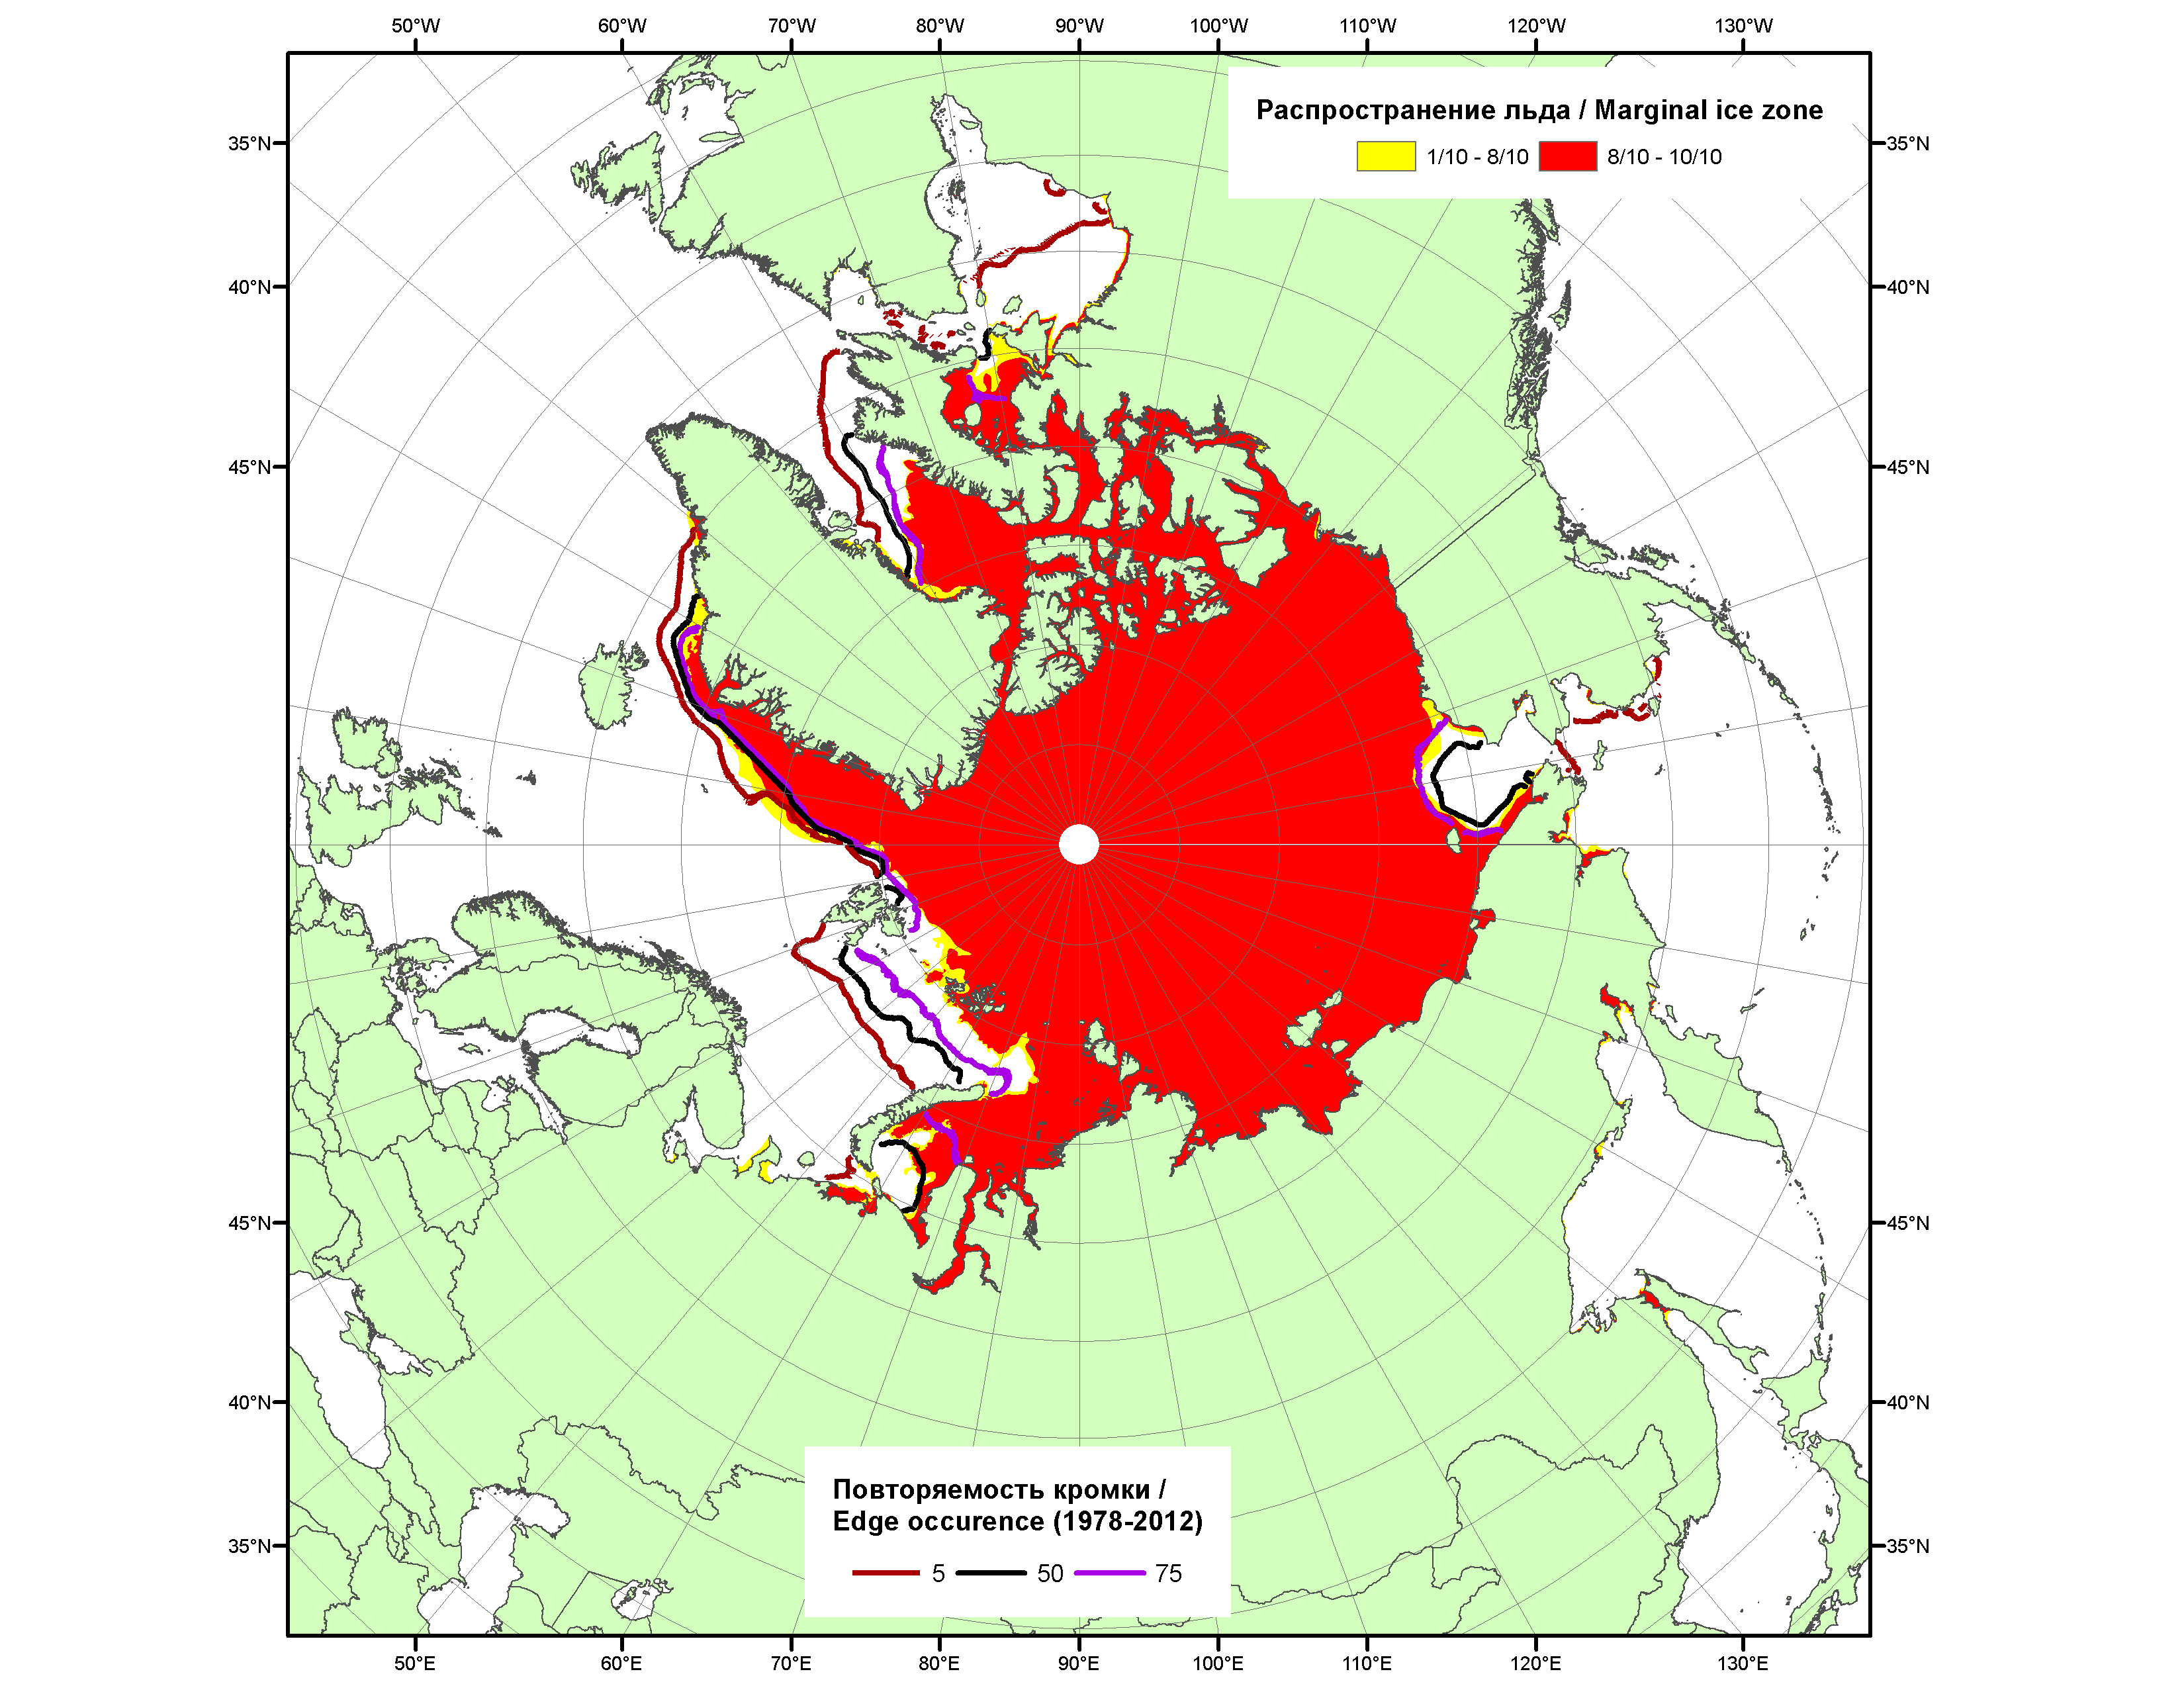 50°W 60°W 70°W 80°W 90°W 100°W 110°W 120°W 130°W
Распространение льда / Marginal ice zone
1/10 - 8/10 8/10 - 10/10
35°N 35°N
40°N 40°N
45°N 45°N
45°N 45°N
40°N 40°N
Повторяемость кромки /
Edge occurence (1978-2012)
35°N 35°N
5 50 75
50°E 60°E 70°E 80°E 90°E 100°E 110°E 120°E 130°E